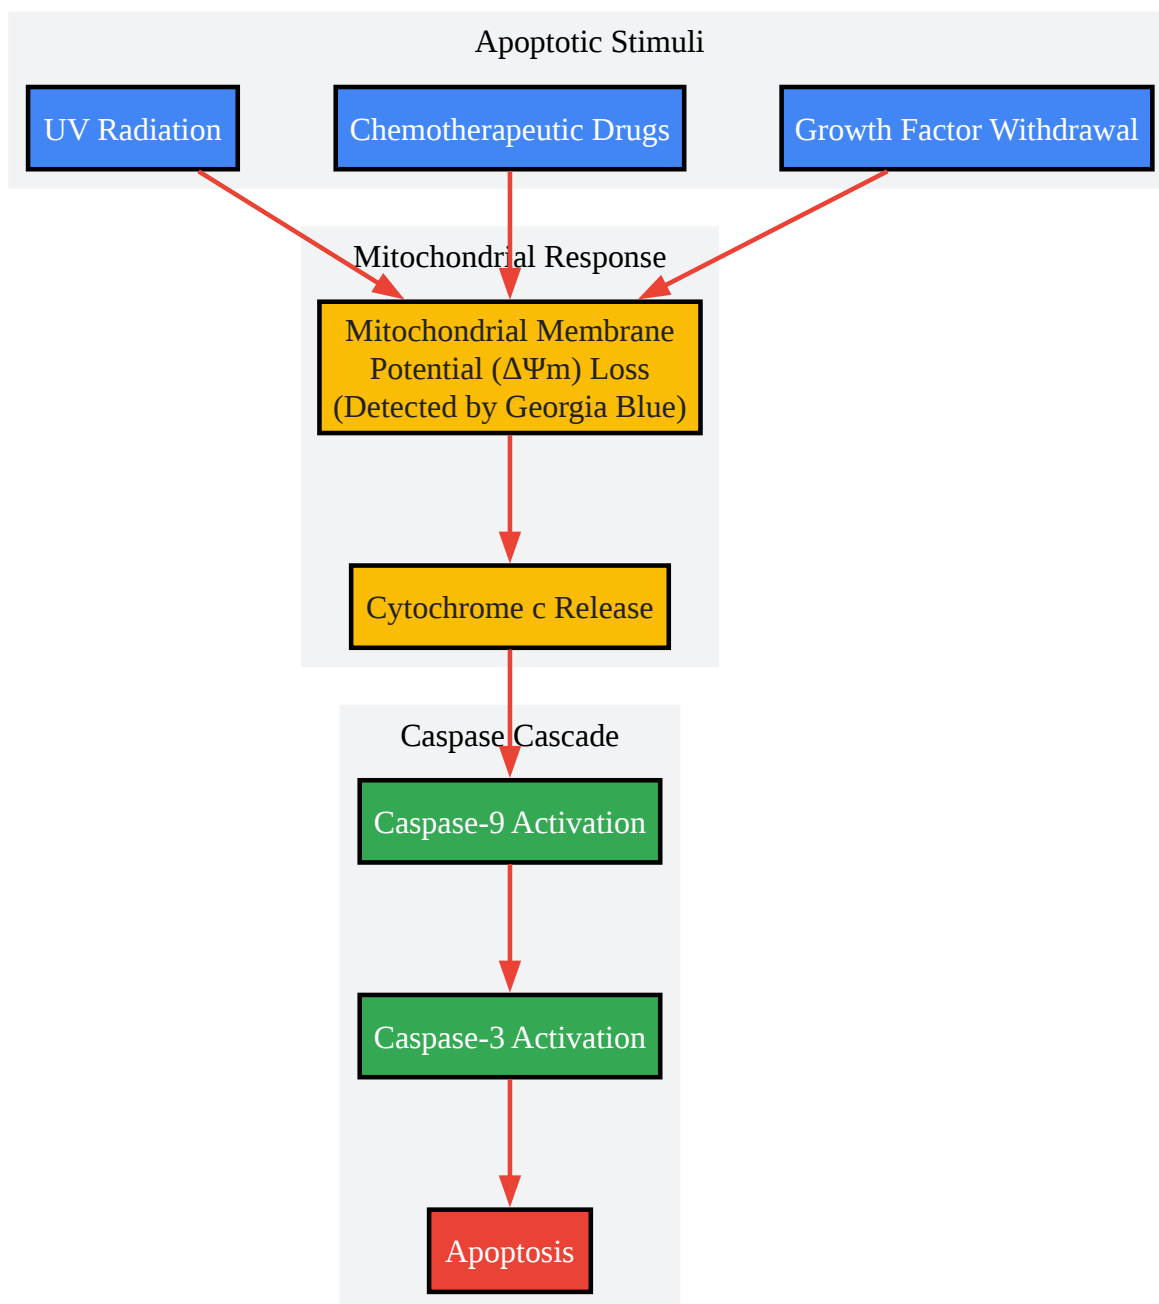 Apoptotic Stimuli
UV Radiation
Chemotherapeutic Drugs
Growth Factor Withdrawal
Mitochondrial Response
Mitochondrial Membrane
Potential (ΔΨm) Loss
(Detected by Georgia Blue)
Cytochrome c Release
Caspase Cascade
Caspase-9 Activation
Caspase-3 Activation
Apoptosis